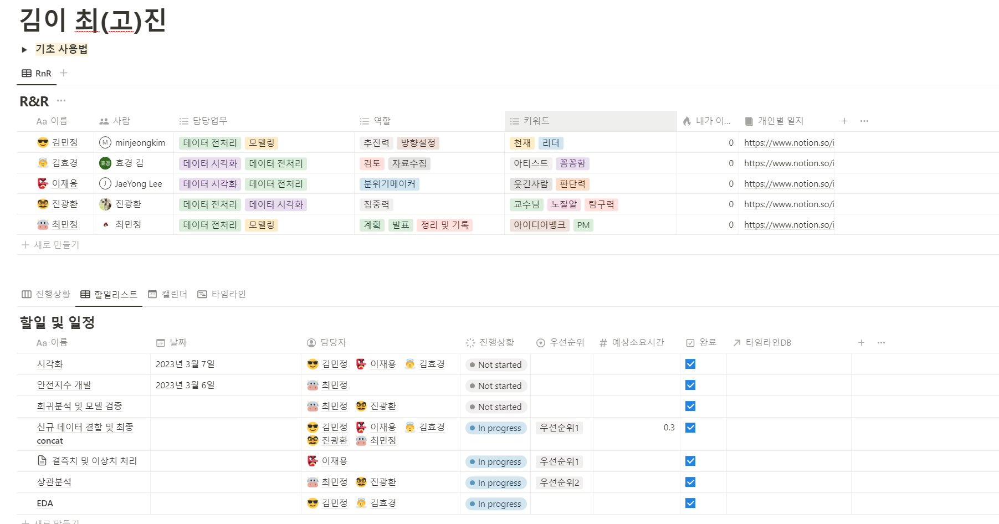 김이 최(고)진
기초 사용법
RnR
R&R
Aa 이름 사람 담당업무 역할 키워드 내가 이... 개인별 일지
김민정 M minjeongkim 데이터 전처리 모델링 추진력 방향설정 천재 리더 0 https://www.notion.so/i
김효경 효경 효경 김 데이터 시각화 데이터 전처리 검토 자료수집 아티스트 꼼꼼함 0 https://www.notion.so/i
이재용 J JaeYong Lee 데이터 시각화 데이터 전처리 분위기메이커 웃긴사람 판단력 0 https://www.notion.so/i
진광환 진광환 데이터 전처리 데이터 시각화 집중력 교수님 노잘알 탐구력 0 https://www.notion.so/i
최민정 최민정 데이터 전처리 모델링 계획 발표 정리 및 기록 아이디어뱅크 PM 0 https://www.notion.so/i
새로 만들기
진행상황 할일리스트 캘린더 타임라인
할일 및 일정
Aa 이름 날짜 담당자 진행상황 우선순위 # 예상소요시간 완료 타임라인DB
시각화 2023년 3월 7일 김민정 이재용 김효경 Not started
안전지수 개발 2023년 3월 6일 최민정 Not started
회귀분석 및 모델 검증 최민정 진광환 Not started
신규 데이터 결합 및 최종 김민정 이재용 김효경 In progress 우선순위1 0.3
concat 진광환 최민정
결측치 및 이상치 처리 이재용 In progress 우선순위1
상관분석 최민정 진광환 In progress 우선순위2
EDA 김민정 김효경 In progress
새로 만들기